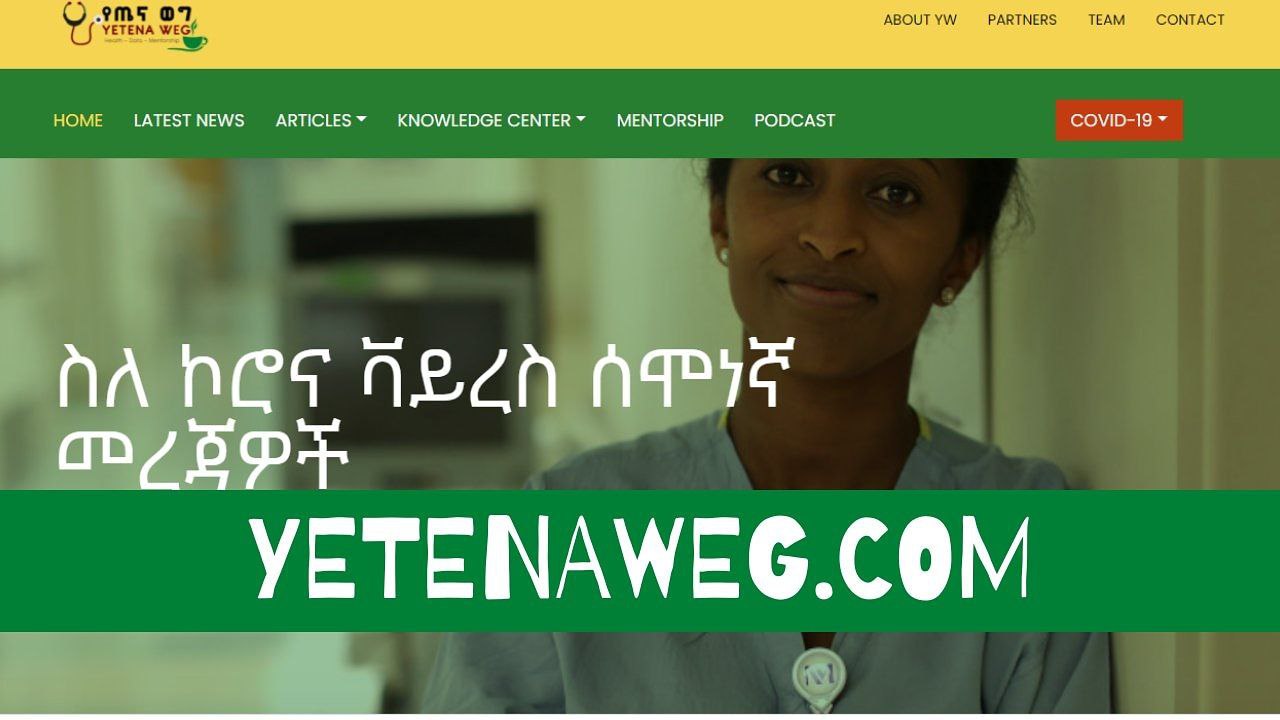 የጤና ወግ
YETENA WEG
Health - Data - Mentorship
ABOUT YW PARTNERS TEAM CONTACT
HOME LATEST NEWS ARTICLES KNOWLEDGE CENTER MENTORSHIP PODCAST COVID-19
ስለ ኮሮና ቫይረስ ሰሞነኛ
መረጃዎች
YETENAWEG.COM